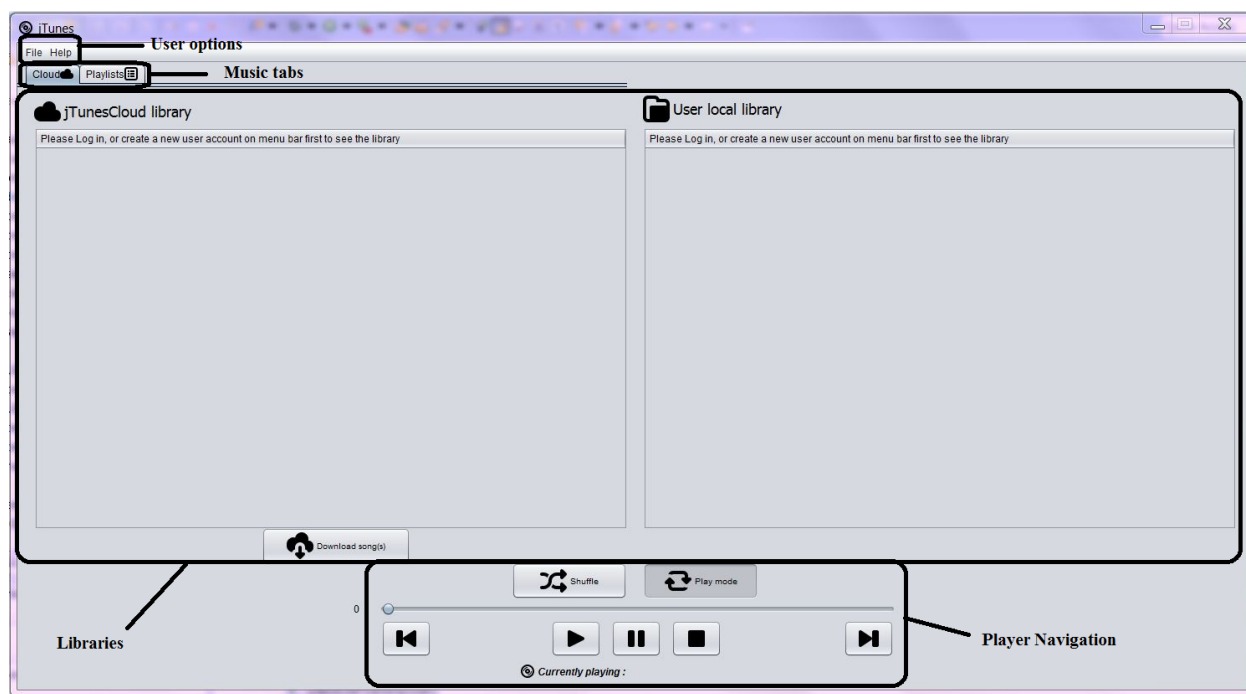 jTunes
File Help
User options
Cloud Playlists
Music tabs
jTunesCloud library
User local library
Please Log in, or create a new user account on menu bar first to see the library
Please Log in, or create a new user account on menu bar first to see the library
Download song(s)
Shuffle
Play mode
0
Libraries
Player Navigation
Currently playing :